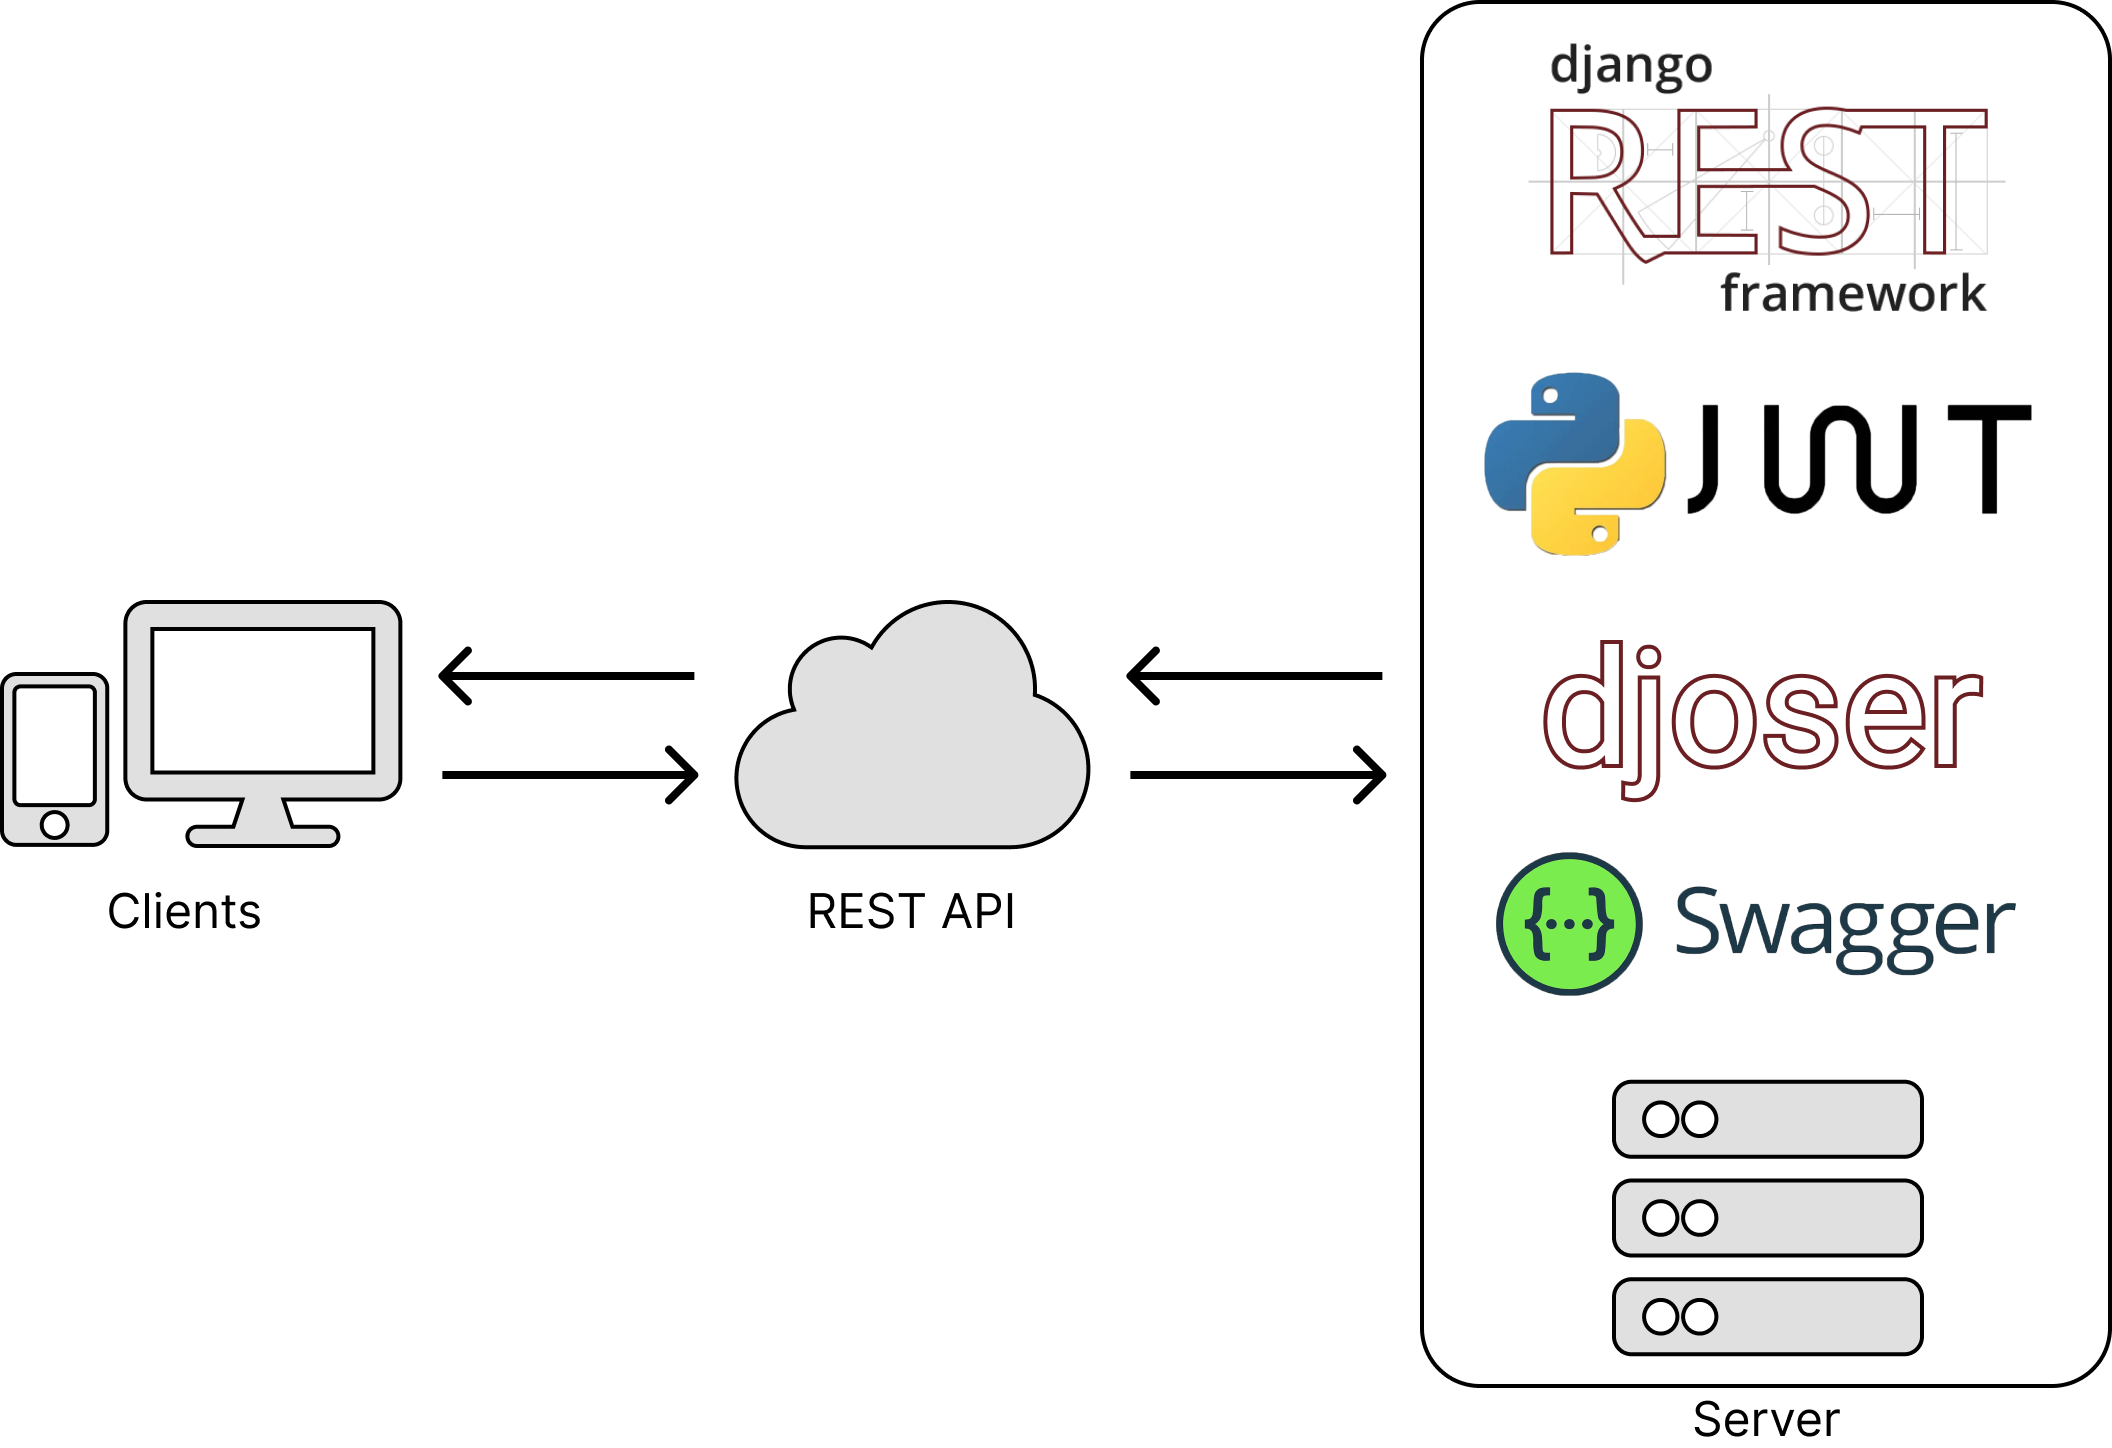 django
REST
framework
JWT
djoser
{...} Swagger
Clients
REST API
Server